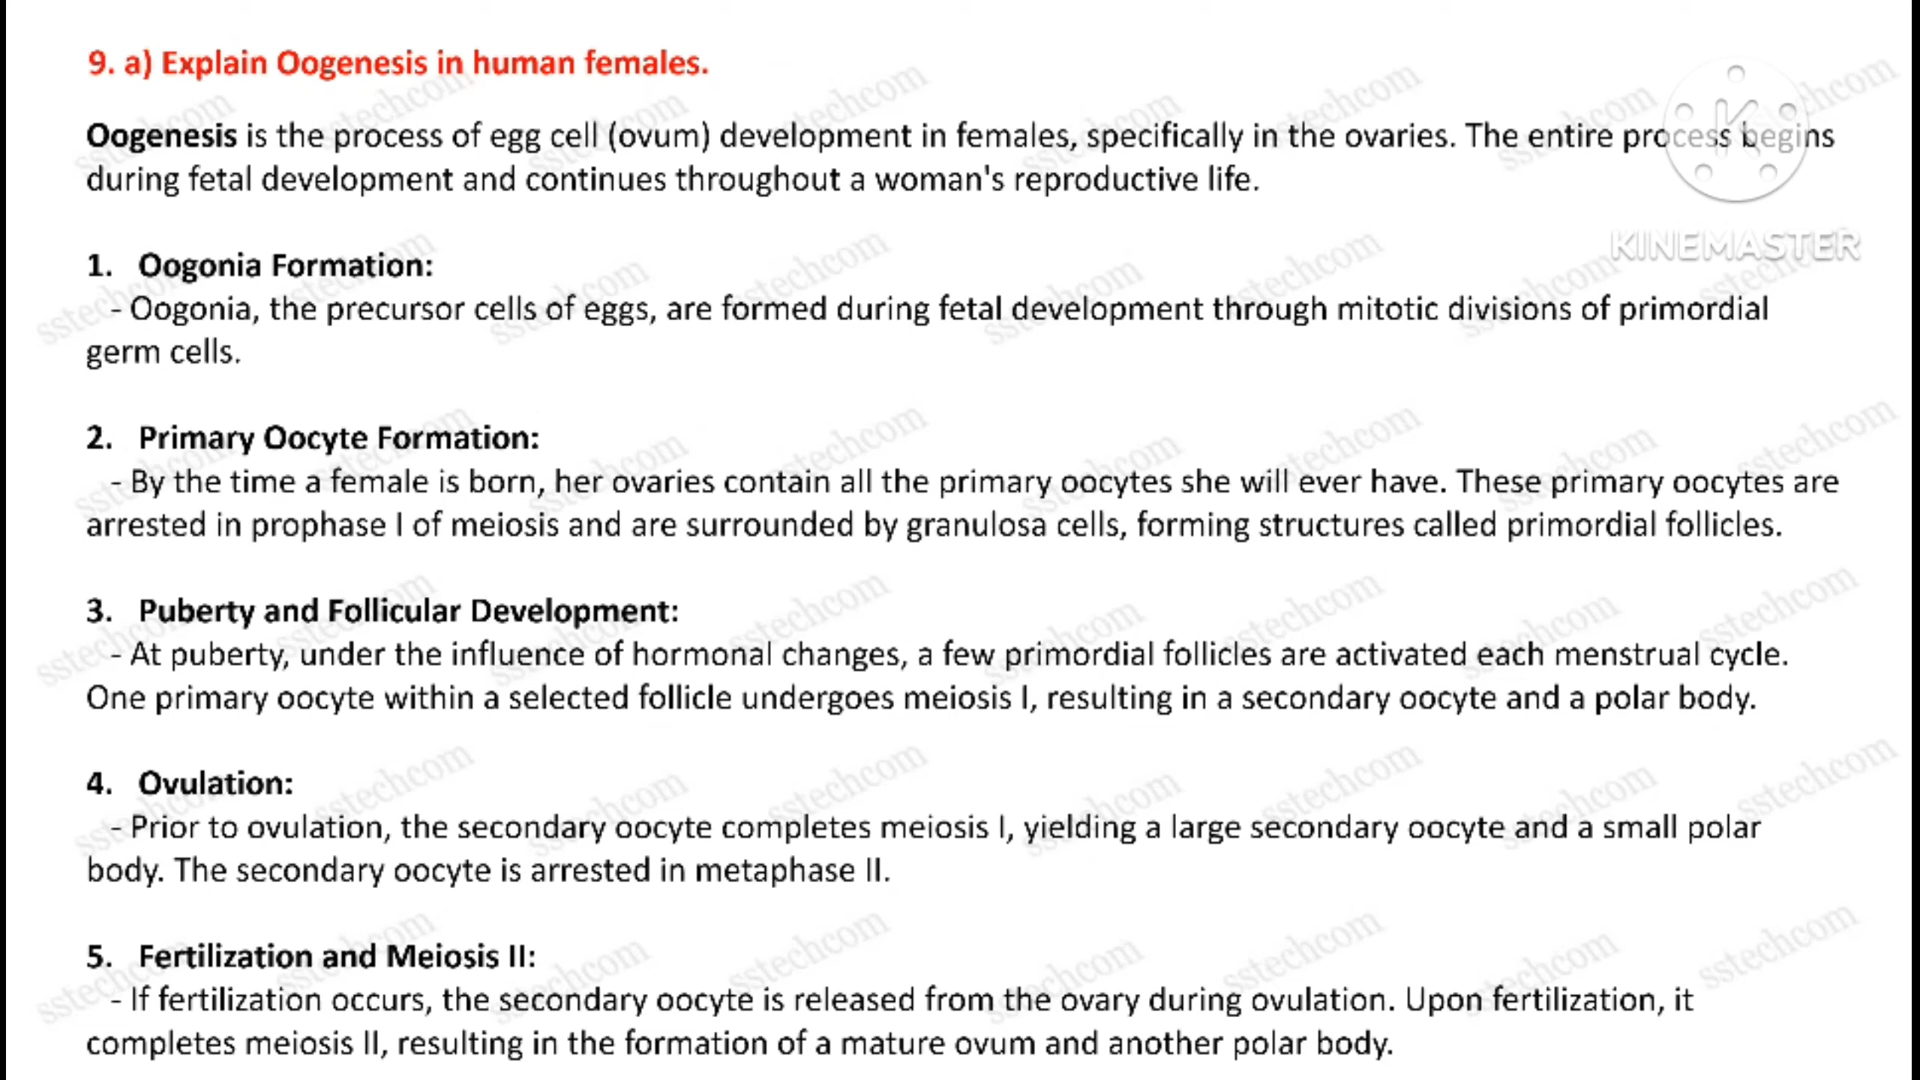 9. a) Explain Oogenesis in human females.
Oogenesis is the process of egg cell (ovum) development in females, specifically in the ovaries. The entire process begins
during fetal development and continues throughout a woman's reproductive life.
KINEMASTER
1. Oogonia Formation:
- Oogonia, the precursor cells of eggs, are formed during fetal development through mitotic divisions of primordial
germ cells.
2. Primary Oocyte Formation:
- By the time a female is born, her ovaries contain all the primary oocytes she will ever have. These primary oocytes are
arrested in prophase I of meiosis and are surrounded by granulosa cells, forming structures called primordial follicles.
3. Puberty and Follicular Development:
- At puberty, under the influence of hormonal changes, a few primordial follicles are activated each menstrual cycle.
One primary oocyte within a selected follicle undergoes meiosis I, resulting in a secondary oocyte and a polar body.
4. Ovulation:
- Prior to ovulation, the secondary oocyte completes meiosis I, yielding a large secondary oocyte and a small polar
body. The secondary oocyte is arrested in metaphase II.
5. Fertilization and Meiosis II:
- If fertilization occurs, the secondary oocyte is released from the ovary during ovulation. Upon fertilization, it
completes meiosis II, resulting in the formation of a mature ovum and another polar body.
sstechcom